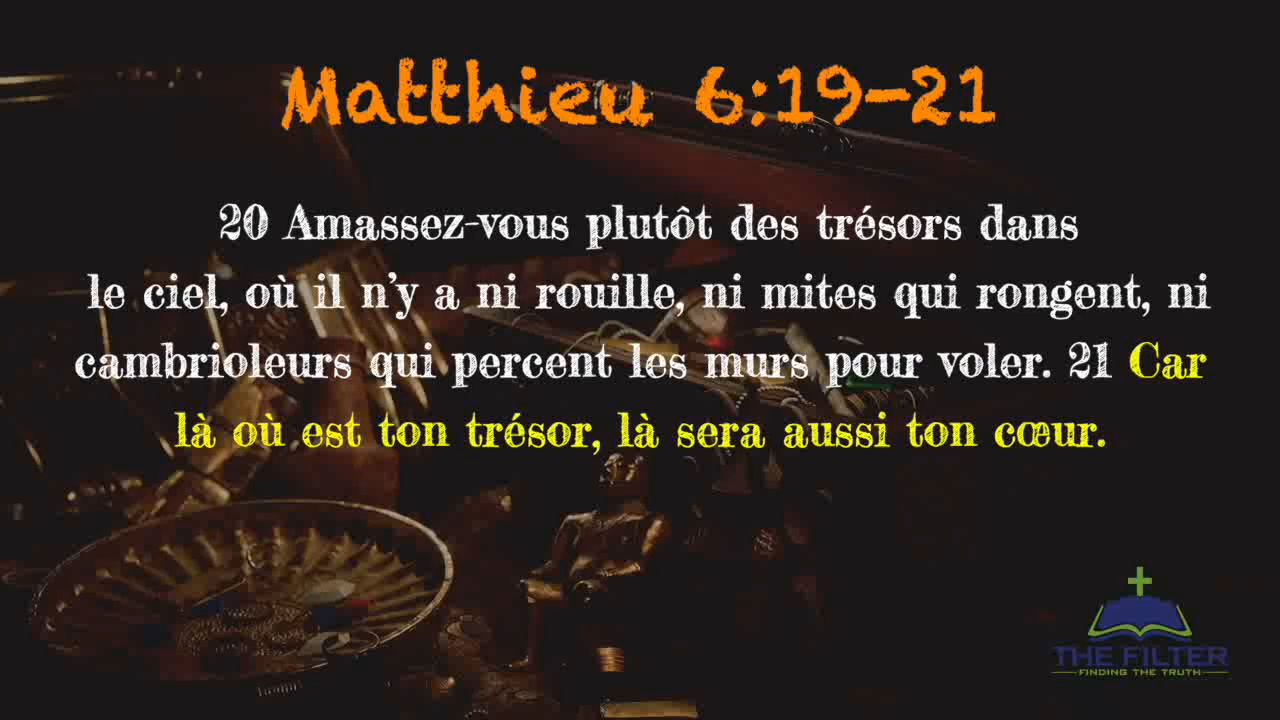 Matthieu 6:19-21
20 Amassez-vous plutôt des trésors dans
le ciel, où il n’y a ni rouille, ni mites qui rongent, ni
cambrioleurs qui percent les murs pour voler. 21 Car
là où est ton trésor, là sera aussi ton cœur.
THE FILTER
FINDING THE TRUTH